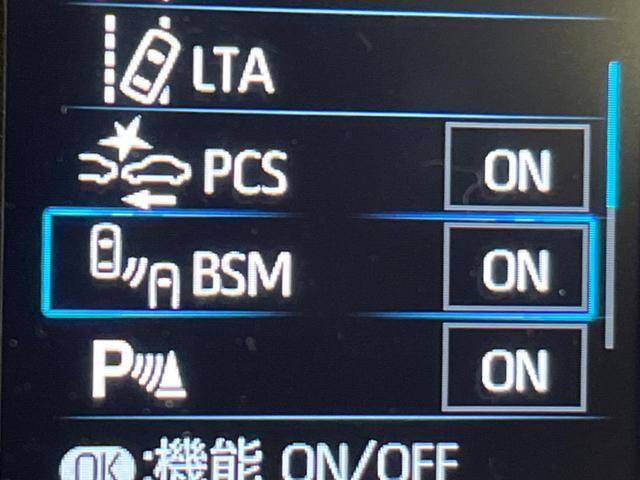 LTA
PCS ON
BSM ON
P ON
OK:機能 ON/OFF